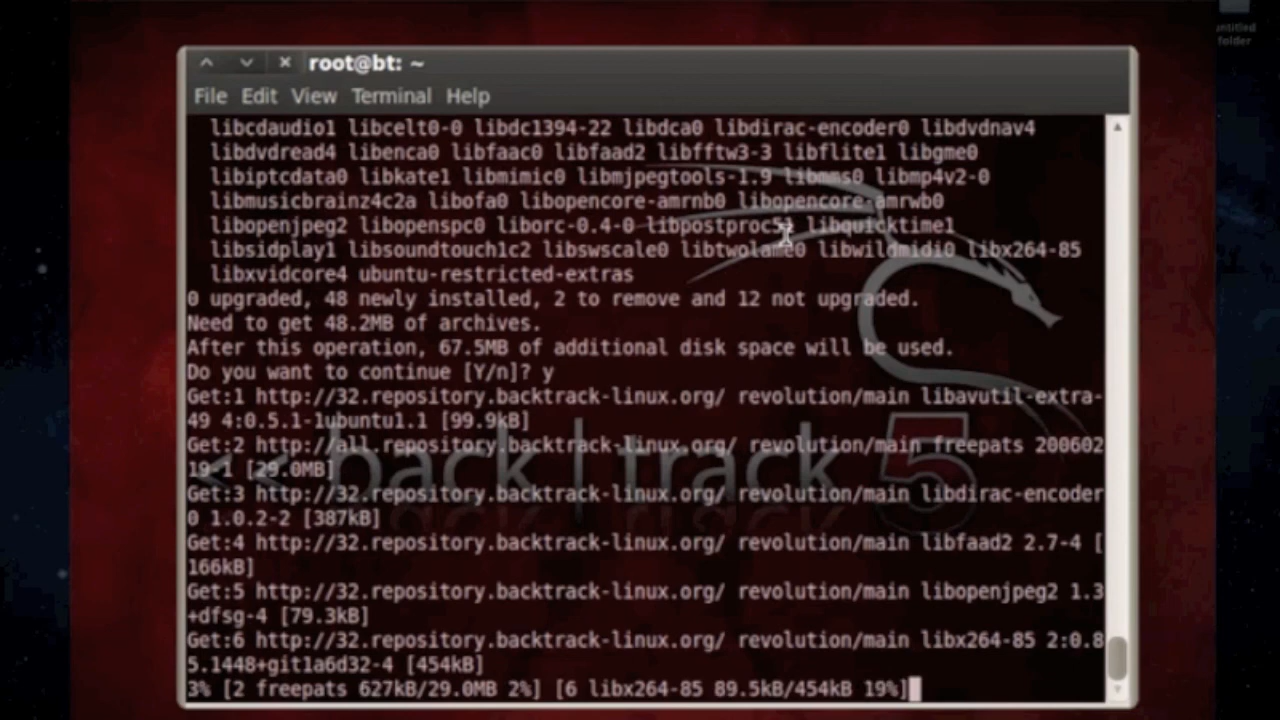 untitled
folder
root@bt: ~
File Edit View Terminal Help
libcdaudio1 libcelt0-0 libdc1394-22 libdca0 libdirac-encoder0 libdvdnav4
libdvdread4 libenca0 libfaac0 libfaad2 libfftw3-3 libflite1 libgme0
libiptcdata0 libkate1 libmimic0 libmjpegtools-1.9 libmms0 libmp4v2-0
libmusicbrainz4c2a libofa0 libopencore-amrnb0 libopencore-amrwb0
libopenjpeg2 libopenspc0 liborc-0.4-0 libpostproc51 libquicktime1
libsidplay1 libsoundtouch1c2 libswscale0 libtwolame0 libwildmidi0 libx264-85
libxvidcore4 ubuntu-restricted-extras
0 upgraded, 48 newly installed, 2 to remove and 12 not upgraded.
Need to get 48.2MB of archives.
After this operation, 67.5MB of additional disk space will be used.
Do you want to continue [Y/n]? y
Get:1 http://32.repository.backtrack-linux.org/ revolution/main libavutil-extra-
49 4:0.5.1-1ubuntu1.1 [99.9kB]
Get:2 http://all.repository.backtrack-linux.org/ revolution/main freepats 200602
19-1 [29.0MB]
<< back | track 5
Get:3 http://32.repository.backtrack-linux.org/ revolution/main libdirac-encoder
0 1.0.2-2 [387kB]
Get:4 http://32.repository.backtrack-linux.org/ revolution/main libfaad2 2.7-4 [
166kB]
Get:5 http://32.repository.backtrack-linux.org/ revolution/main libopenjpeg2 1.3
+dfsg-4 [79.3kB]
Get:6 http://32.repository.backtrack-linux.org/ revolution/main libx264-85 2:0.8
5.1448+git1a6d32-4 [454kB]
3% [2 freepats 627kB/29.0MB 2%] [6 libx264-85 89.5kB/454kB 19%]